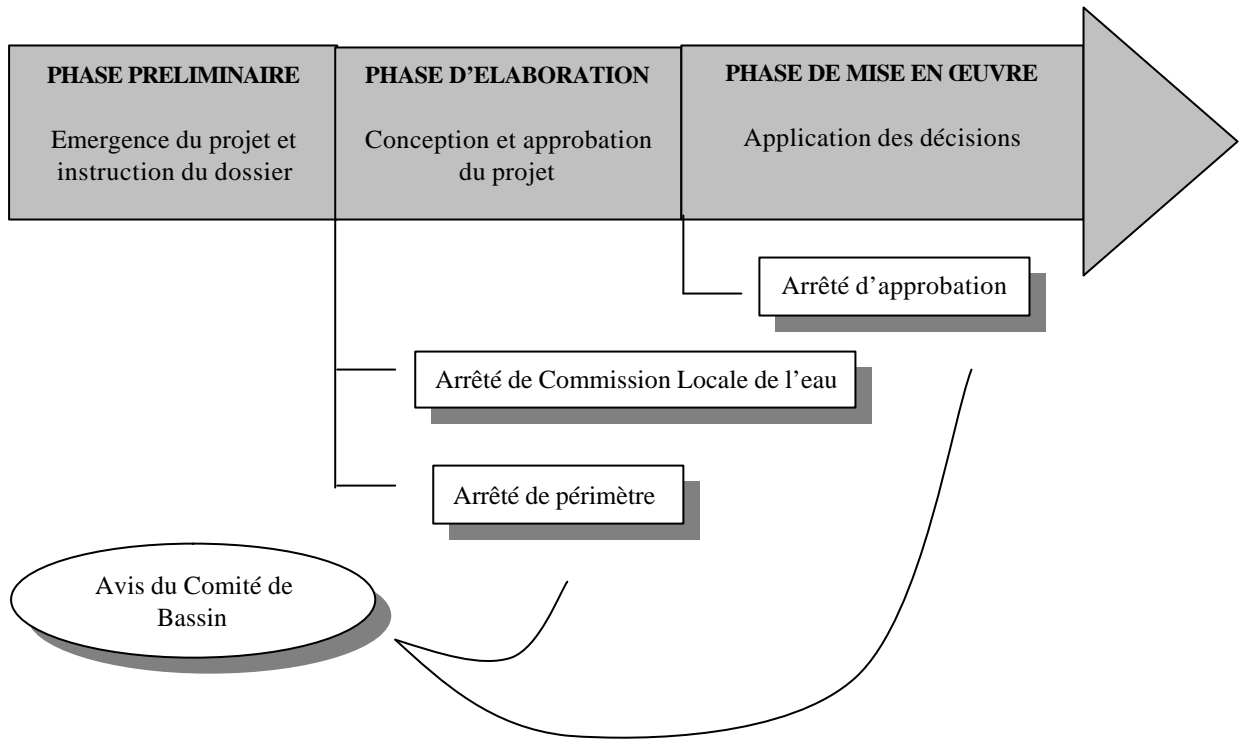 PHASE PRELIMINAIRE
Emergence du projet et
instruction du dossier
PHASE D’ELABORATION
Conception et approbation
du projet
PHASE DE MISE EN ŒUVRE
Application des décisions
Arrêté d’approbation
Arrêté de Commission Locale de l’eau
Arrêté de périmètre
Avis du Comité de
Bassin